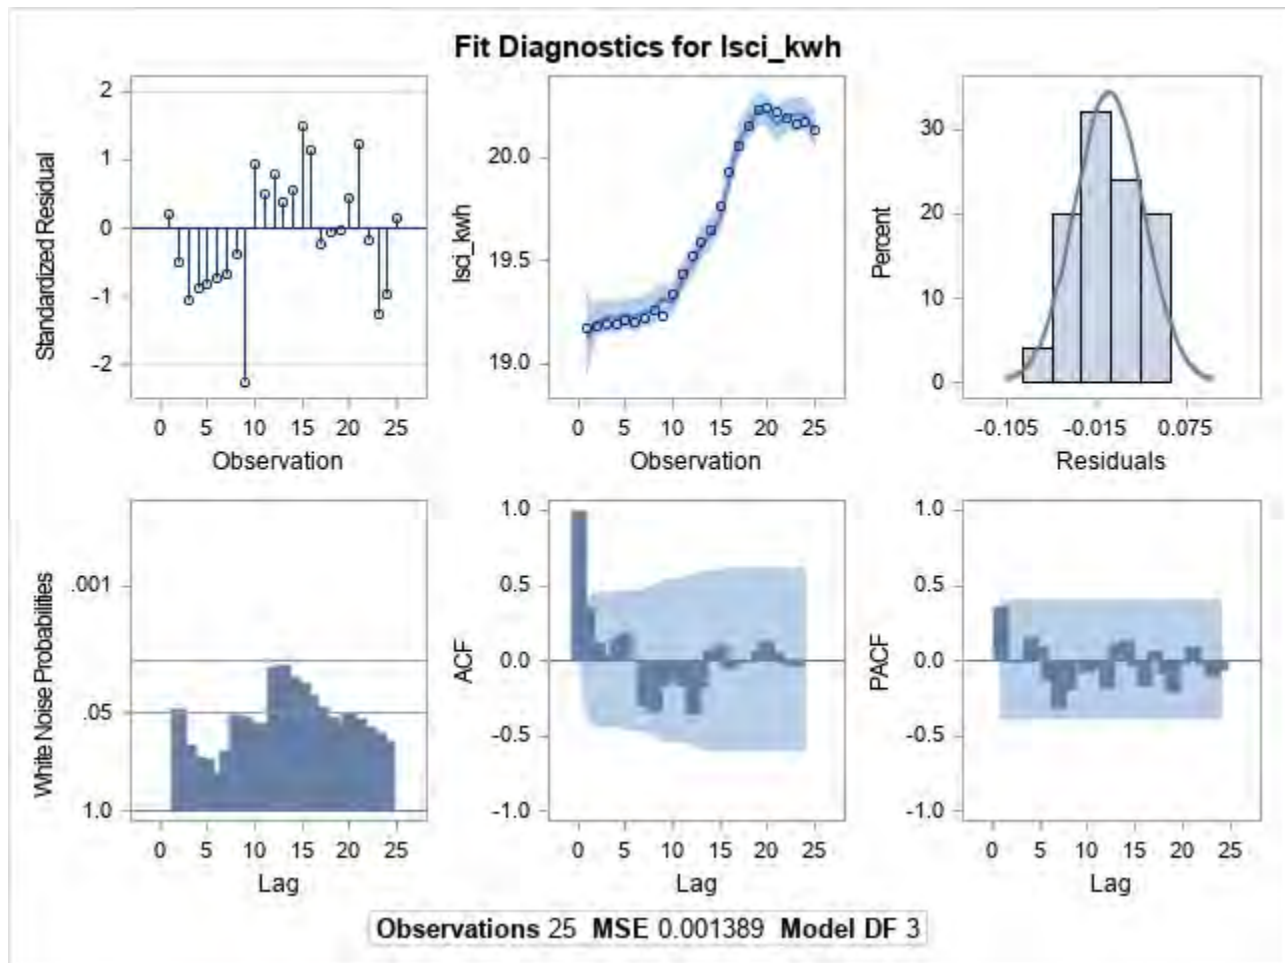 Fit Diagnostics for lsci_kwh
Standardized Residual
2
1
0
-1
-2
0 5 10 15 20 25
Observation
lsci_kwh
20.0
19.5
19.0
0 5 10 15 20 25
Observation
Percent
30
20
10
0
-0.105 -0.015 0.075
Residuals
White Noise Probabilities
.001
.05
1.0
0 5 10 15 20 25
Lag
ACF
1.0
0.5
0.0
-0.5
-1.0
0 5 10 15 20 25
Lag
PACF
1.0
0.5
0.0
-0.5
-1.0
0 5 10 15 20 25
Lag
Observations 25 MSE 0.001389 Model DF 3